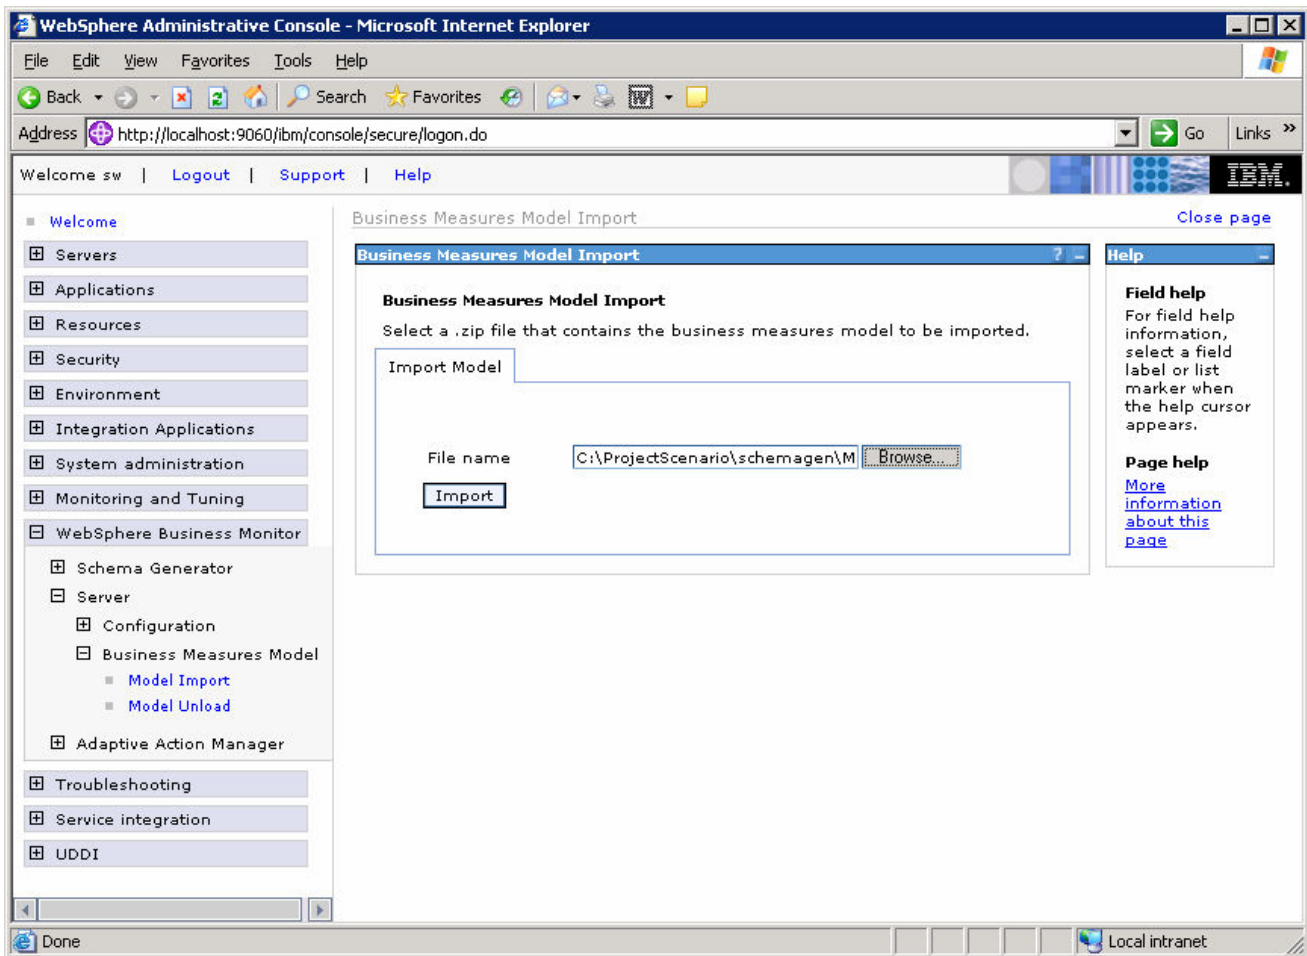 WebSphere Administrative Console - Microsoft Internet Explorer
File Edit View Favorites Tools Help
Back Search Favorites
Address http://localhost:9060/ibm/console/secure/logon.do Go Links »
Welcome sw | Logout | Support | Help IBM.
Welcome
Servers
Applications
Resources
Security
Environment
Integration Applications
System administration
Monitoring and Tuning
WebSphere Business Monitor
Schema Generator
Server
Configuration
Business Measures Model
Model Import
Model Unload
Adaptive Action Manager
Troubleshooting
Service integration
UDDI
Business Measures Model Import Close page
Business Measures Model Import ? –
Business Measures Model Import
Select a .zip file that contains the business measures model to be imported.
Import Model
File name C:\ProjectScenario\schemagen\M Browse...
Import
Help –
Field help
For field help
information,
select a field
label or list
marker when
the help cursor
appears.
Page help
More
information
about this
page
Done Local intranet